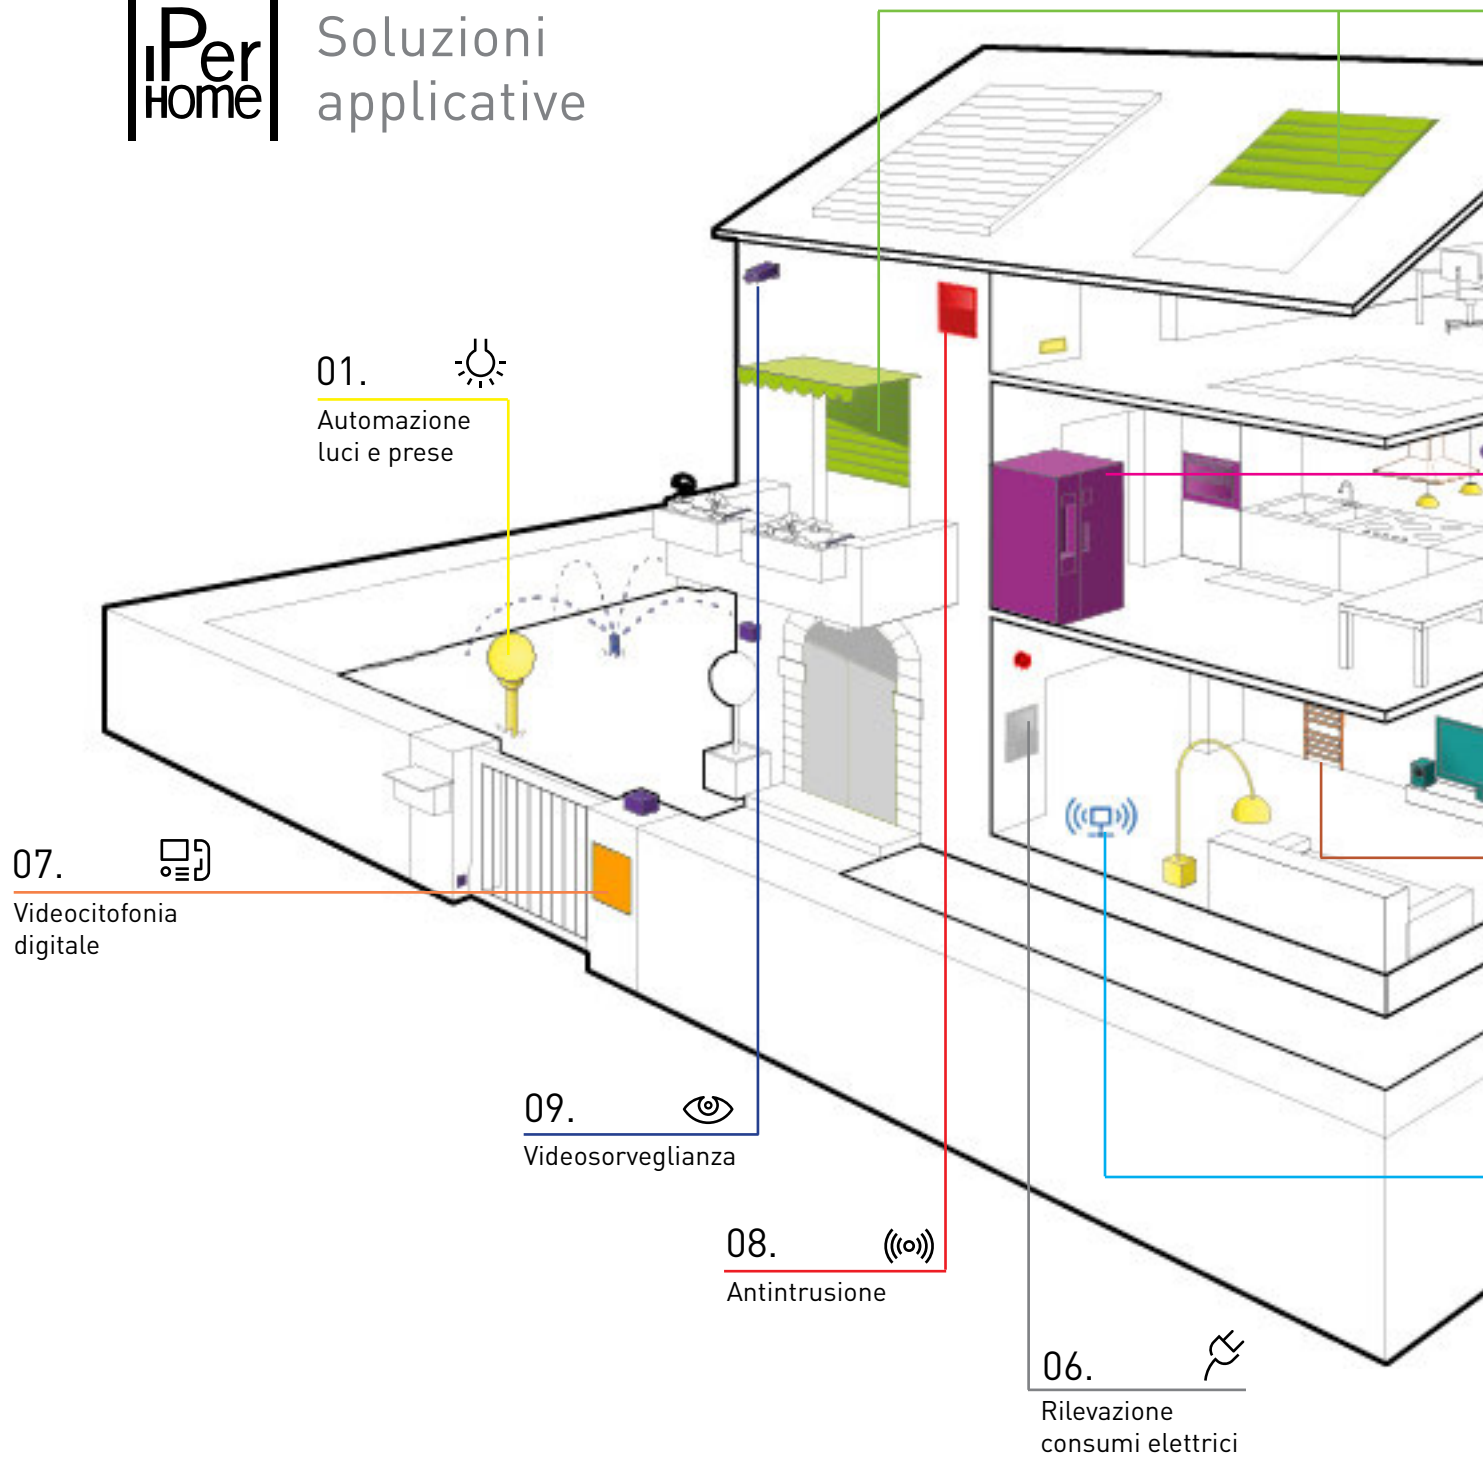 IPer
Home
Soluzioni
applicative
01.
Automazione
luci e prese
07.
Videocitofonia
digitale
09.
Videosorveglianza
08.
Antintrusione
06.
Rilevazione
consumi elettrici